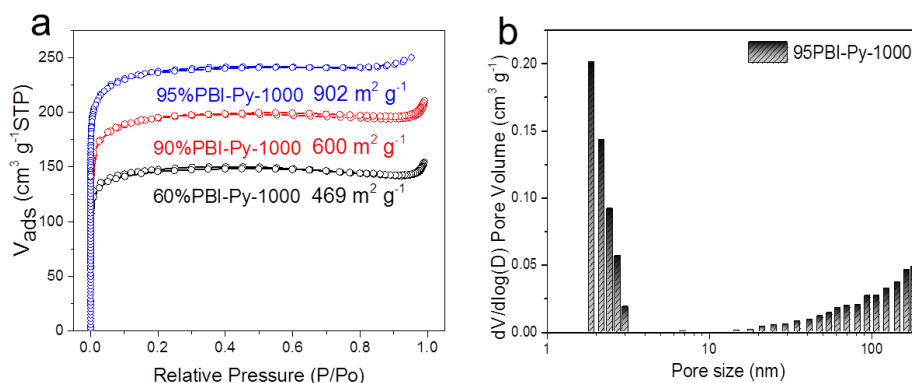 a
V_ads (cm³ g⁻¹STP)
250
200
150
100
50
0
95%PBI-Py-1000 902 m² g⁻¹
90%PBI-Py-1000 600 m² g⁻¹
60%PBI-Py-1000 469 m² g⁻¹
0.0 0.2 0.4 0.6 0.8 1.0
Relative Pressure (P/Po)
b
95PBI-Py-1000
dV/dlog(D) Pore Volume (cm³ g⁻¹)
0.20
0.15
0.10
0.05
0.00
1 10 100
Pore size (nm)